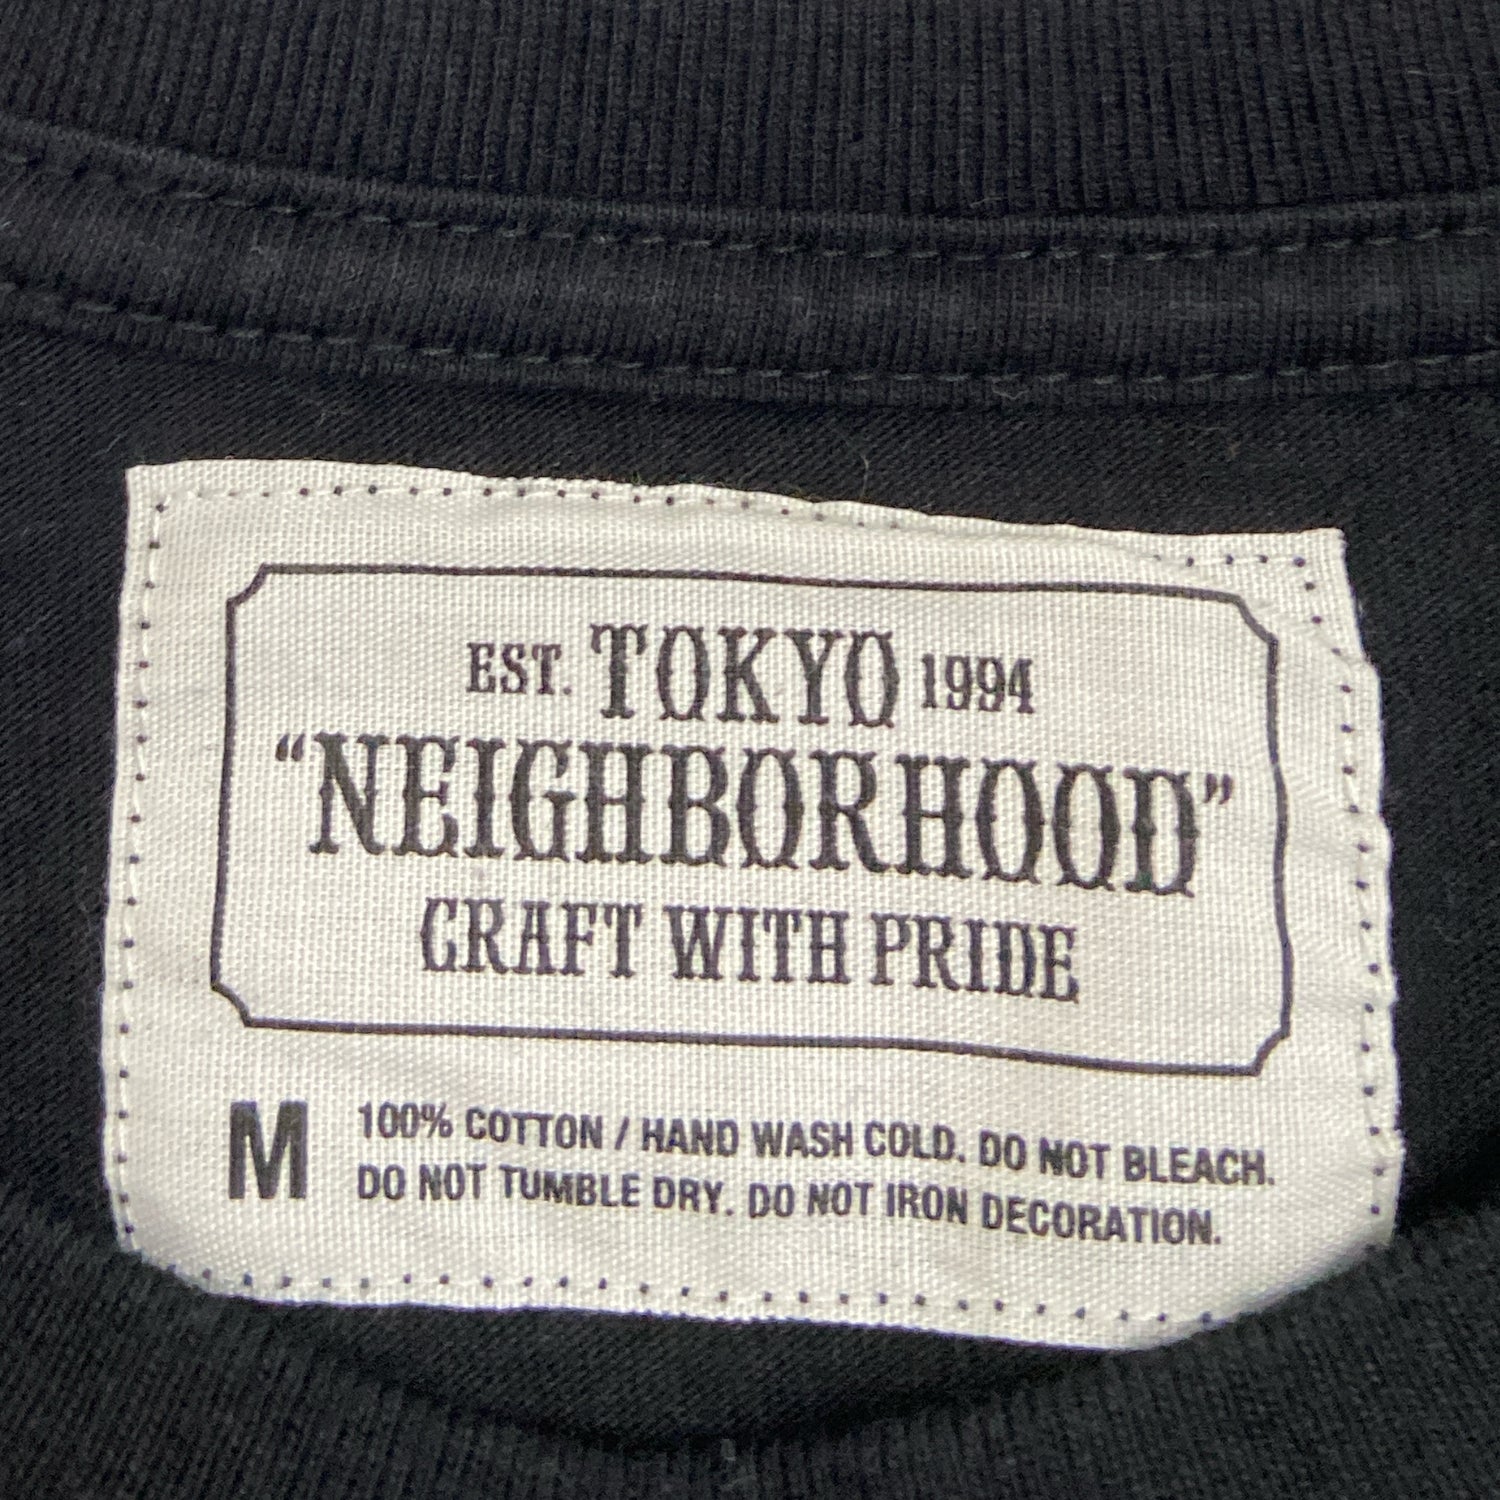 EST. TOKYO 1994
“NEIGHBORHOOD”
CRAFT WITH PRIDE
M 100% COTTON / HAND WASH COLD. DO NOT BLEACH.
DO NOT TUMBLE DRY. DO NOT IRON DECORATION.